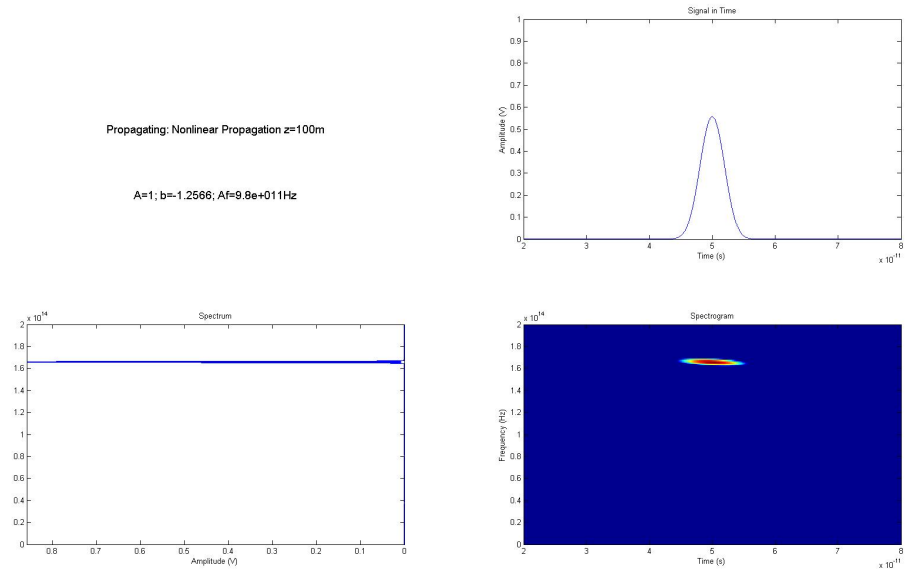 Signal in Time
1
0.9
0.8
0.7
0.6
0.5
0.4
0.3
0.2
0.1
0
Amplitude (V)
2 3 4 5 6 7 8
Time (s)
x 10^-11
Propagating: Nonlinear Propagation z=100m
A=1; b=-1.2566; Af=9.8e+011Hz
Spectrum
x 10^14
2
1.8
1.6
1.4
1.2
1
0.8
0.6
0.4
0.2
0
0.8 0.7 0.6 0.5 0.4 0.3 0.2 0.1 0
Amplitude (V)
Spectrogram
x 10^14
2
1.8
1.6
1.4
1.2
1
0.8
0.6
0.4
0.2
0
Frequency (Hz)
2 3 4 5 6 7 8
Time (s)
x 10^-11